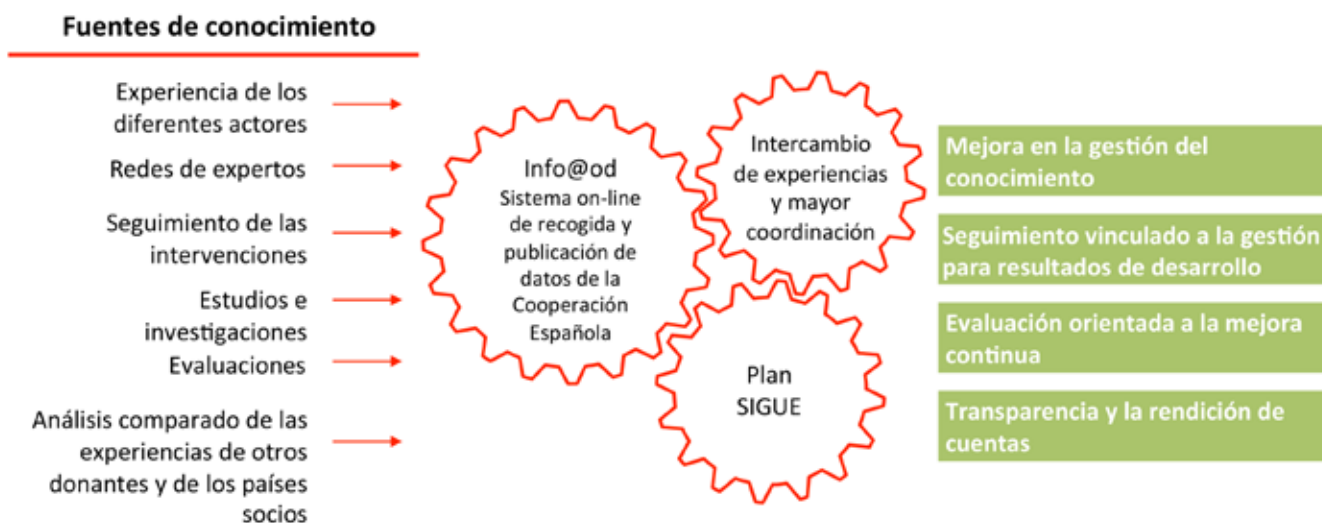 Fuentes de conocimiento
Experiencia de los
diferentes actores
Redes de expertos
Seguimiento de las
intervenciones
Estudios e
investigaciones
Evaluaciones
Análisis comparado de las
experiencias de otros
donantes y de los países
socios
Info@od
Sistema on-line
de recogida y
publicación de
datos de la
Cooperación
Española
Intercambio
de experiencias
y mayor
coordinación
Plan
SIGUE
Mejora en la gestión del
conocimiento
Seguimiento vinculado a la gestión
para resultados de desarrollo
Evaluación orientada a la mejora
continua
Transparencia y la rendición de
cuentas